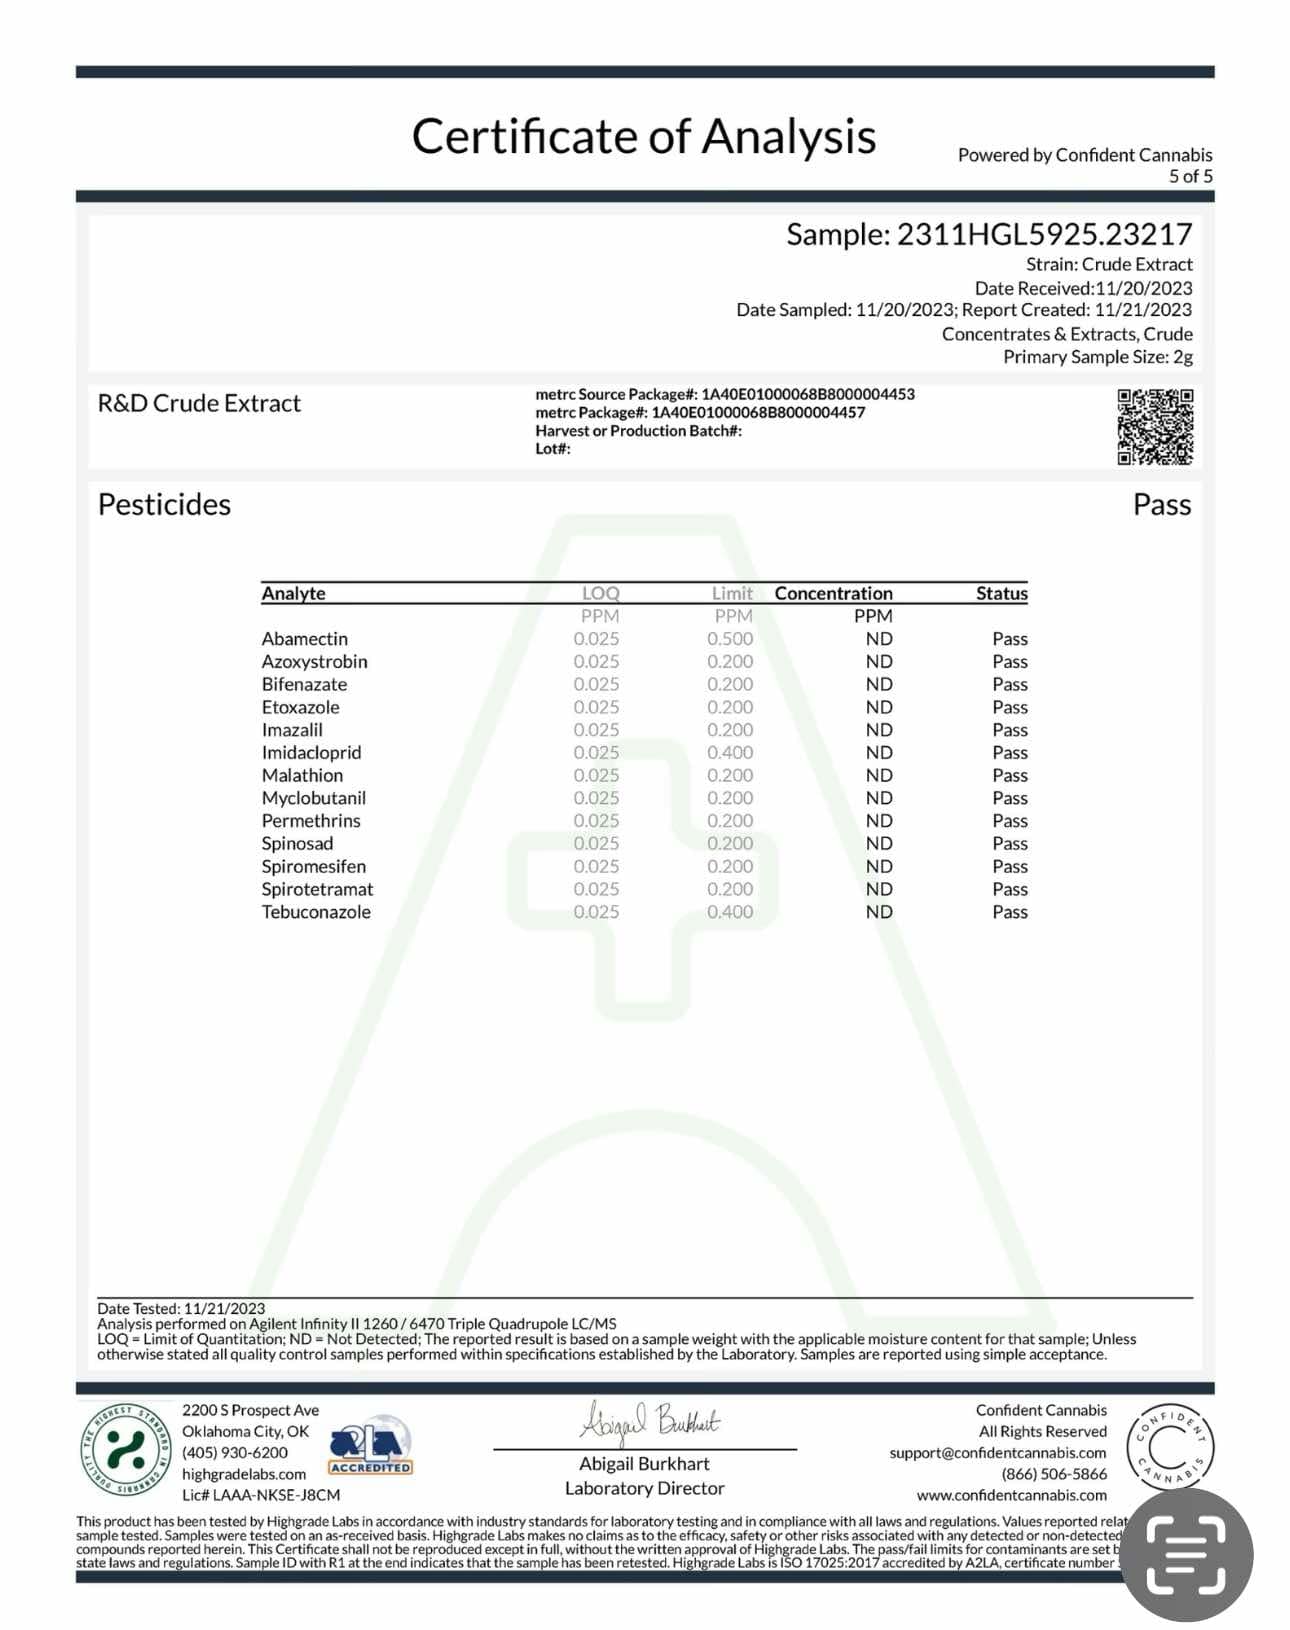 Certificate of Analysis
Powered by Confident Cannabis
5 of 5
Sample: 2311HGL5925.23217
Strain: Crude Extract
Date Received:11/20/2023
Date Sampled: 11/20/2023; Report Created: 11/21/2023
Concentrates & Extracts, Crude
Primary Sample Size: 2g
R&D Crude Extract
metrc Source Package#: 1A40E01000068B8000004453
metrc Package#: 1A40E01000068B8000004457
Harvest or Production Batch#:
Lot#:
Pesticides Pass
Analyte LOQ Limit Concentration Status
PPM PPM PPM
Abamectin 0.025 0.500 ND Pass
Azoxystrobin 0.025 0.200 ND Pass
Bifenazate 0.025 0.200 ND Pass
Etoxazole 0.025 0.200 ND Pass
Imazalil 0.025 0.200 ND Pass
Imidacloprid 0.025 0.400 ND Pass
Malathion 0.025 0.200 ND Pass
Myclobutanil 0.025 0.200 ND Pass
Permethrins 0.025 0.200 ND Pass
Spinosad 0.025 0.200 ND Pass
Spiromesifen 0.025 0.200 ND Pass
Spirotetramat 0.025 0.200 ND Pass
Tebuconazole 0.025 0.400 ND Pass
Date Tested: 11/21/2023
Analysis performed on Agilent Infinity II 1260 / 6470 Triple Quadrupole LC/MS
LOQ = Limit of Quantitation; ND = Not Detected; The reported result is based on a sample weight with the applicable moisture content for that sample; Unless
otherwise stated all quality control samples performed within specifications established by the Laboratory. Samples are reported using simple acceptance.
THE HIGHEST STANDARD IN CANNABIS QUALITY
2200 S Prospect Ave
Oklahoma City, OK
(405) 930-6200
highgradelabs.com
Lic# LAAA-NKSE-J8CM
A2LA
ACCREDITED
Abigail Burkhart
Abigail Burkhart
Laboratory Director
Confident Cannabis
All Rights Reserved
support@confidentcannabis.com
(866) 506-5866
www.confidentcannabis.com
CONFIDENT CANNABIS
This product has been tested by Highgrade Labs in accordance with industry standards for laboratory testing and in compliance with all laws and regulations. Values reported
sample tested. Samples were tested on an as-received basis. Highgrade Labs makes no claims as to the efficacy, safety or other risks associated with any detected or non-detected
compounds reported herein. This Certificate shall not be reproduced except in full, without the written approval of Highgrade Labs. The pass/fail limits for contaminants are set
state laws and regulations. Sample ID with R1 at the end indicates that the sample has been retested. Highgrade Labs is ISO 17025:2017 accredited by A2LA, certificate number